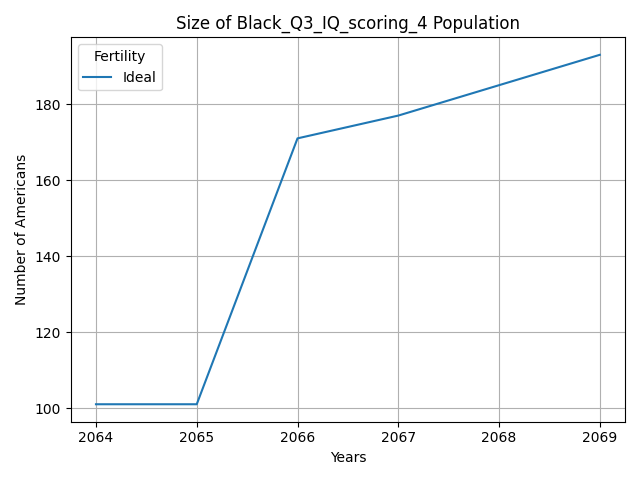 Size of Black_Q3_IQ_scoring_4 Population
Fertility
Ideal
Number of Americans
180
160
140
120
100
2064 2065 2066 2067 2068 2069
Years